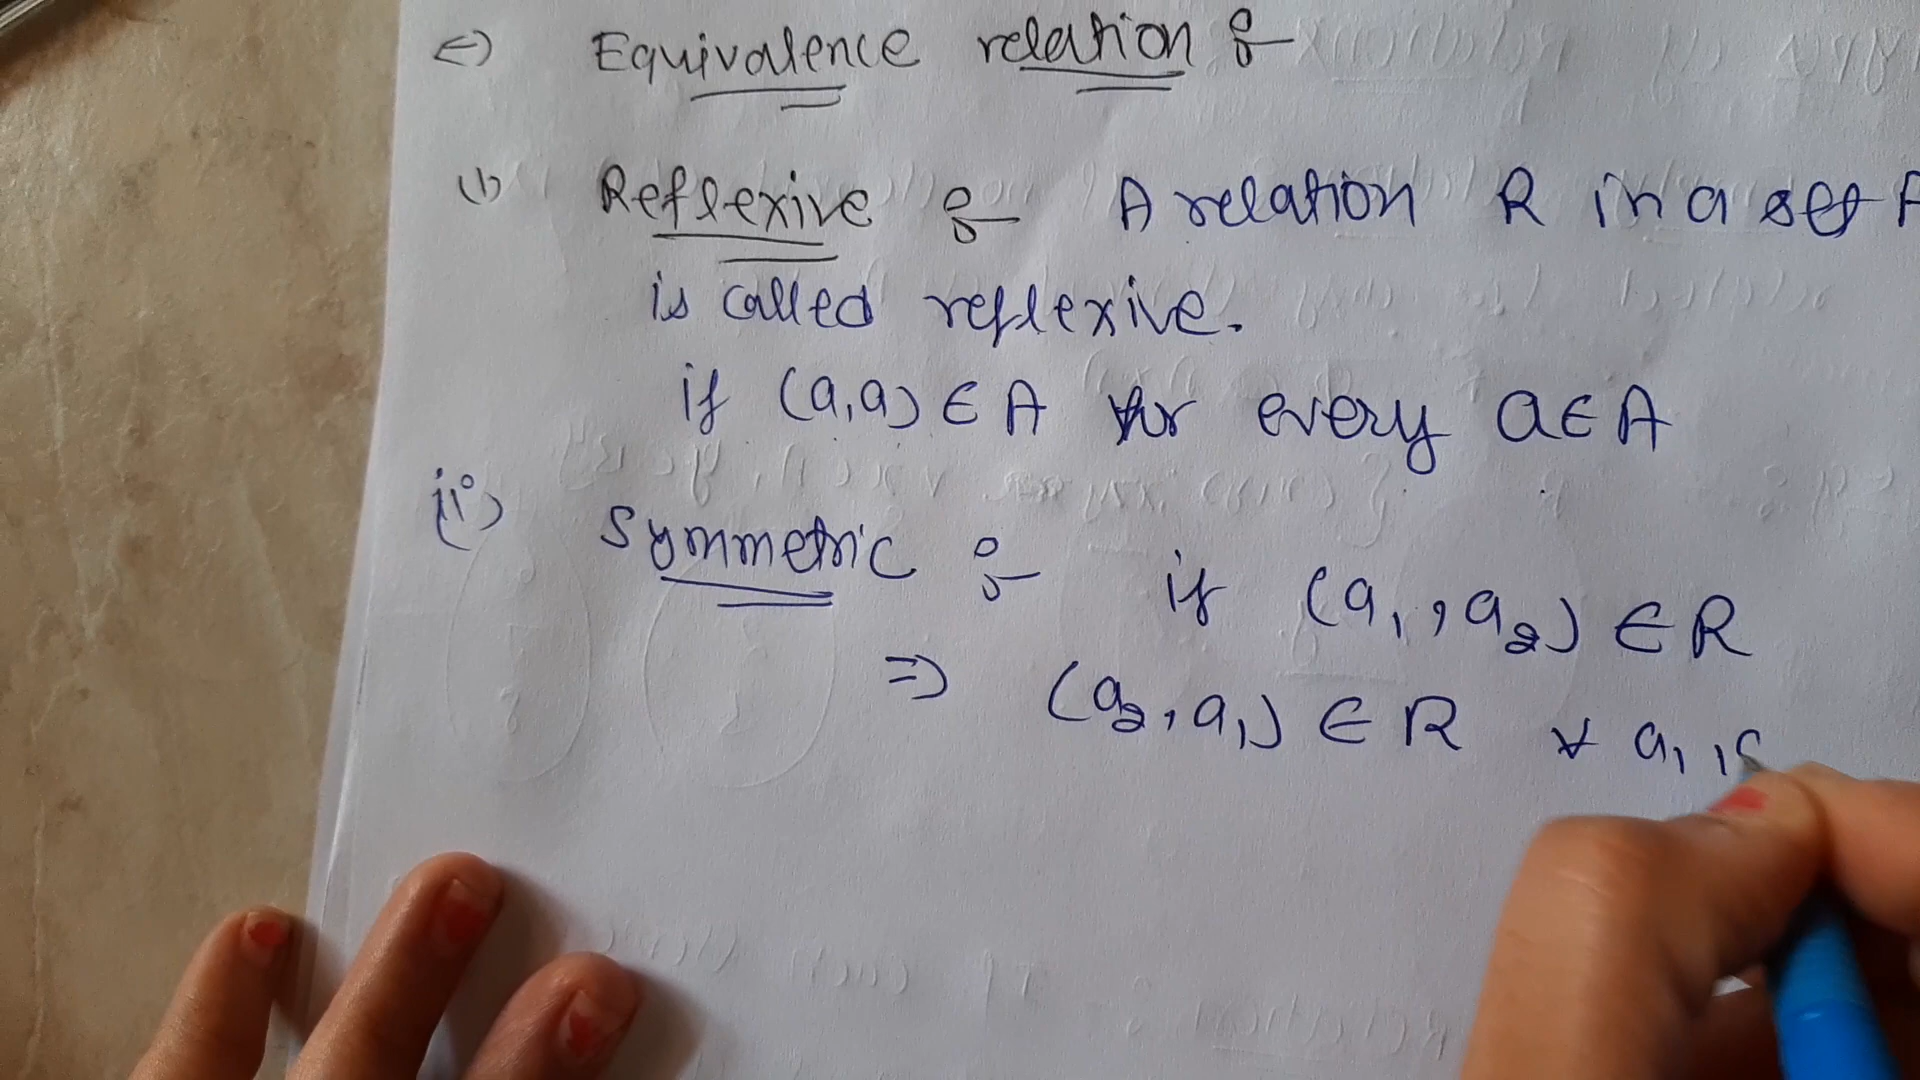 ⇔ Equivalence relation :-
(i) Reflexive :- A relation R in a set A
is called reflexive.
if (a,a) ∈ A for every a ∈ A
(ii) Symmetric :- if (a₁, a₂) ∈ R
⇒ (a₂, a₁) ∈ R ∀ a₁,